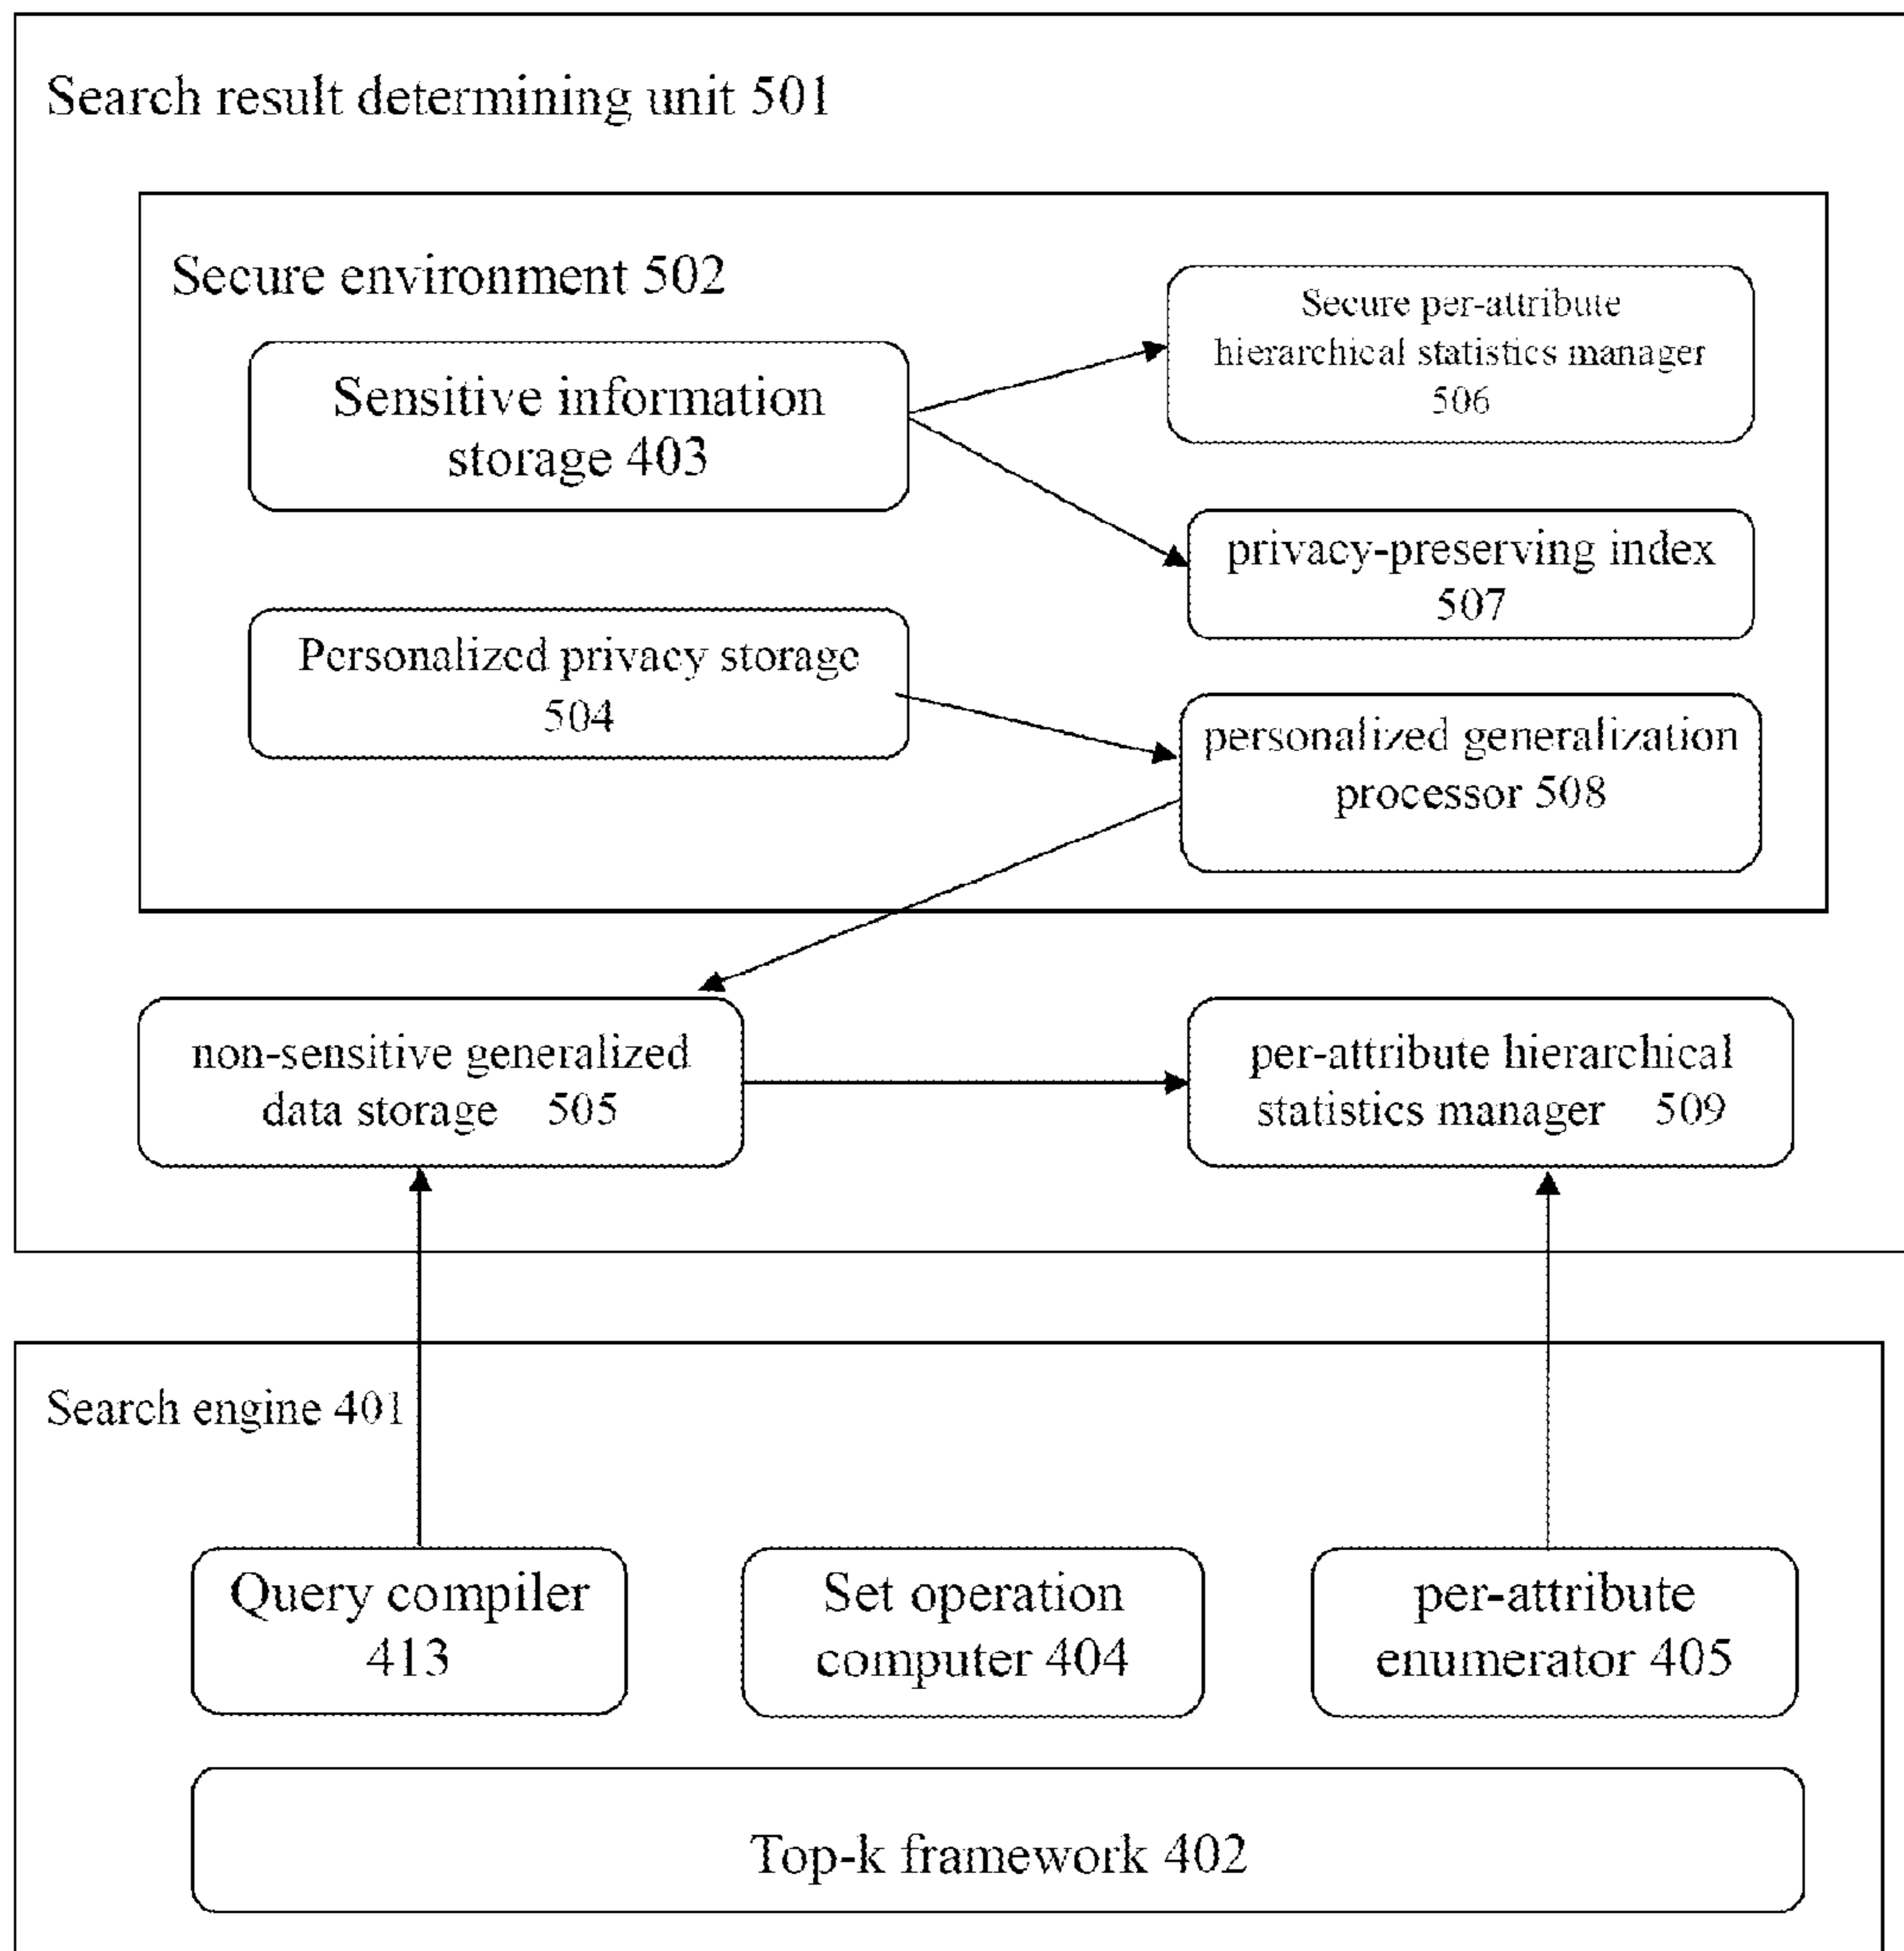 Search result determining unit 501
Secure environment 502
Secure per-attribute
hierarchical statistics manager
506
Sensitive information
storage 403
privacy-preserving index
507
Personalized privacy storage
504
personalized generalization
processor 508
non-sensitive generalized
data storage 505
per-attribute hierarchical
statistics manager 509
Search engine 401
Query compiler
413
Set operation
computer 404
per-attribute
enumerator 405
Top-k framework 402